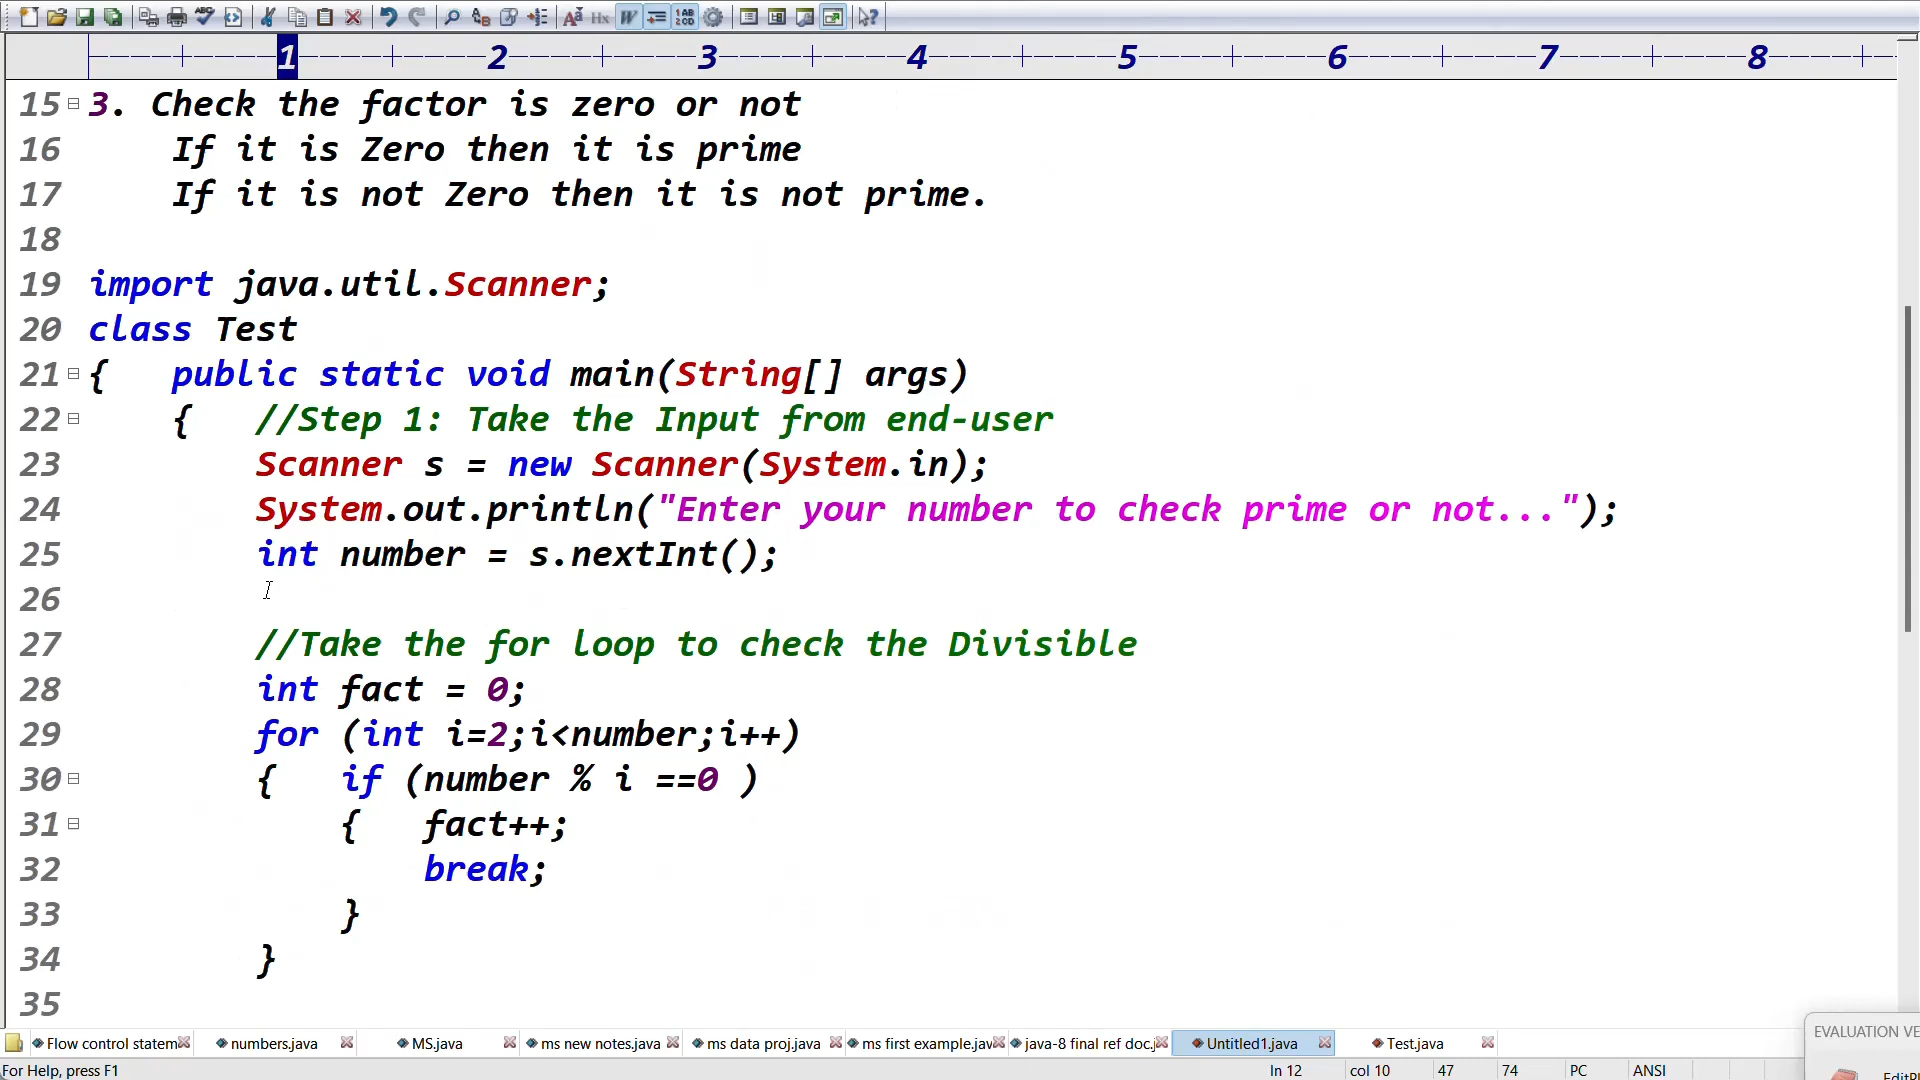 1 2 3 4 5 6 7 8
15 3. Check the factor is zero or not
16 If it is Zero then it is prime
17 If it is not Zero then it is not prime.
18
19 import java.util.Scanner;
20 class Test
21 { public static void main(String[] args)
22 { //Step 1: Take the Input from end-user
23 Scanner s = new Scanner(System.in);
24 System.out.println("Enter your number to check prime or not...");
25 int number = s.nextInt();
26
27 //Take the for loop to check the Divisible
28 int fact = 0;
29 for (int i=2;i<number;i++)
30 { if (number % i ==0 )
31 { fact++;
32 break;
33 }
34 }
35
Flow control statem numbers.java MS.java ms new notes.java ms data proj.java ms first example.jav java-8 final ref doc.j Untitled1.java Test.java
EVALUATION VE
For Help, press F1 ln 12 col 10 47 74 PC ANSI
EditPl